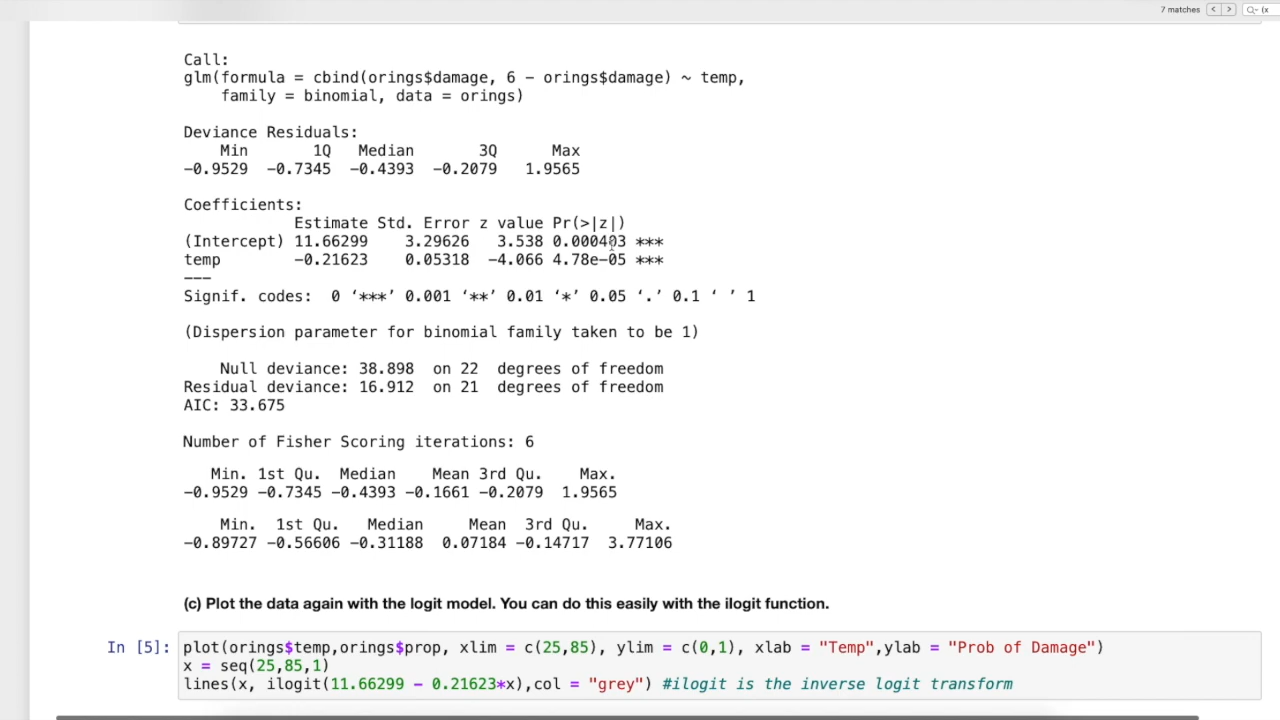 7 matches < > (x
Call:
glm(formula = cbind(orings$damage, 6 - orings$damage) ~ temp,
    family = binomial, data = orings)
Deviance Residuals:
    Min      1Q  Median      3Q     Max
-0.9529 -0.7345 -0.4393 -0.2079  1.9565
Coefficients:
            Estimate Std. Error z value Pr(>|z|)
(Intercept) 11.66299    3.29626   3.538 0.000403 ***
temp        -0.21623    0.05318  -4.066 4.78e-05 ***
---
Signif. codes:  0 ‘***’ 0.001 ‘**’ 0.01 ‘*’ 0.05 ‘.’ 0.1 ‘ ’ 1
(Dispersion parameter for binomial family taken to be 1)
    Null deviance: 38.898  on 22  degrees of freedom
Residual deviance: 16.912  on 21  degrees of freedom
AIC: 33.675
Number of Fisher Scoring iterations: 6
   Min. 1st Qu.  Median    Mean 3rd Qu.    Max.
-0.9529 -0.7345 -0.4393 -0.1661 -0.2079  1.9565
    Min.  1st Qu.   Median     Mean  3rd Qu.     Max.
-0.89727 -0.56606 -0.31188  0.07184 -0.14717  3.77106
(c) Plot the data again with the logit model. You can do this easily with the ilogit function.
In [5]: plot(orings$temp,orings$prop, xlim = c(25,85), ylim = c(0,1), xlab = "Temp",ylab = "Prob of Damage")
x = seq(25,85,1)
lines(x, ilogit(11.66299 - 0.21623*x),col = "grey") #ilogit is the inverse logit transform